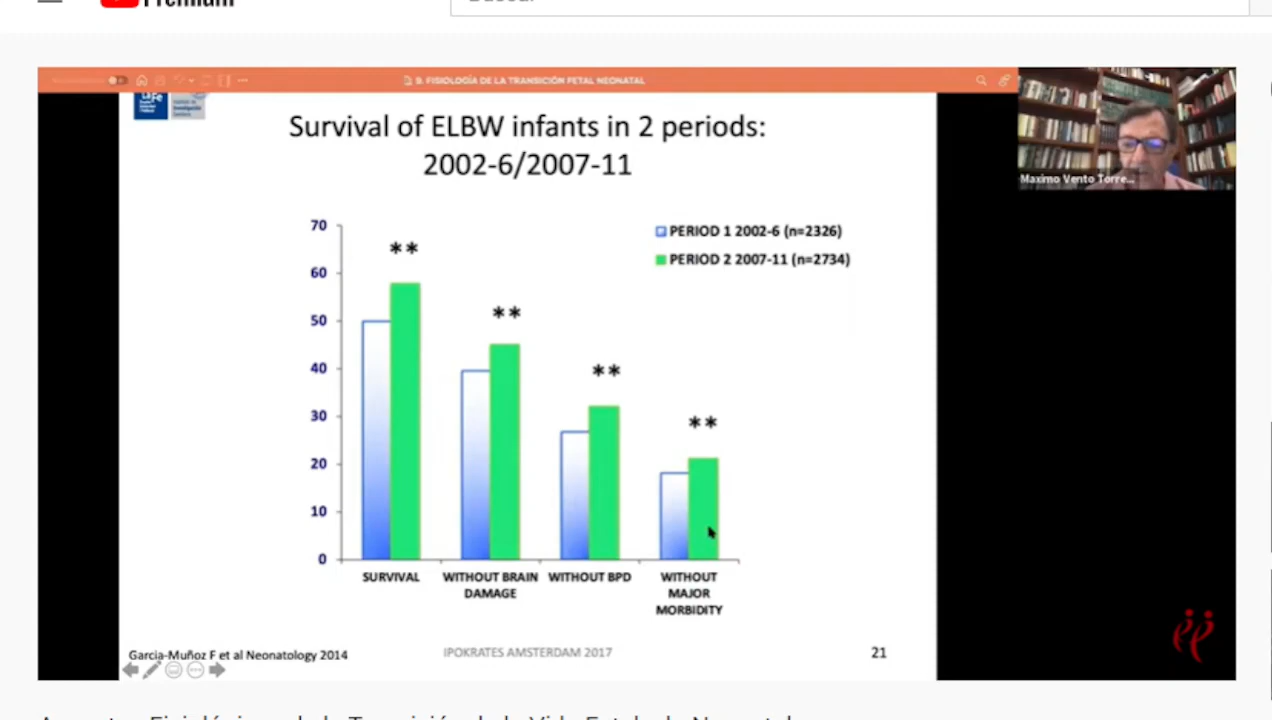 9. FISIOLOGÍA DE LA TRANSICIÓN FETAL NEONATAL
LaFe
Maximo Vento Torre...
Survival of ELBW infants in 2 periods:
2002-6/2007-11
PERIOD 1 2002-6 (n=2326)
PERIOD 2 2007-11 (n=2734)
70
60
50
40
30
20
10
0
**
**
**
**
SURVIVAL
WITHOUT BRAIN
DAMAGE
WITHOUT BPD
WITHOUT
MAJOR
MORBIDITY
Garcia-Muñoz F et al Neonatology 2014
IPOKRATES AMSTERDAM 2017
21